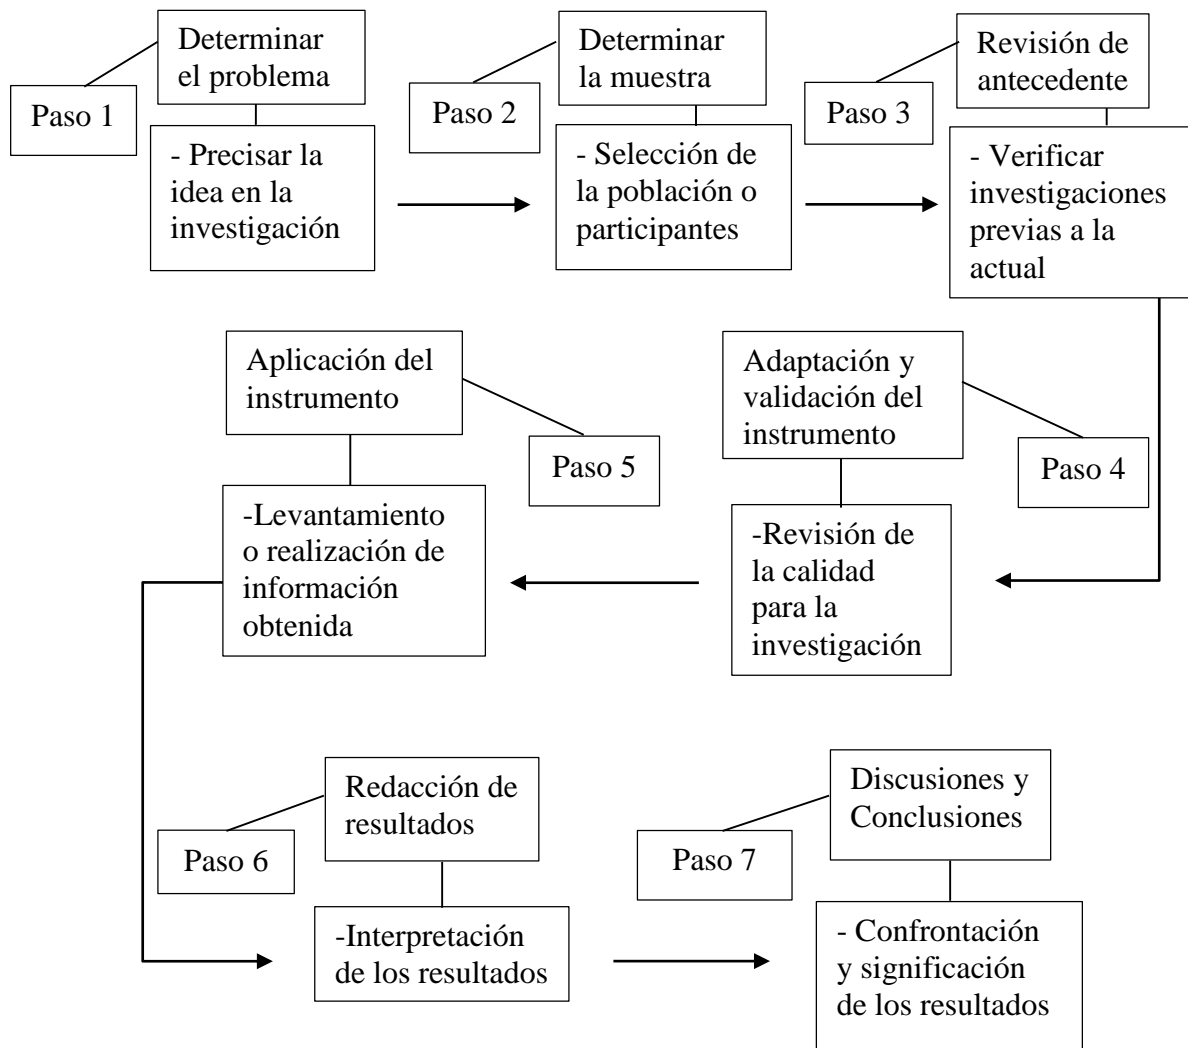 Determinar
el problema
Paso 1
- Precisar la
idea en la
investigación
Determinar
la muestra
Paso 2
- Selección de
la población o
participantes
Revisión de
antecedente
Paso 3
- Verificar
investigaciones
previas a la
actual
Adaptación y
validación del
instrumento
Paso 4
-Revisión de
la calidad
para la
investigación
Aplicación del
instrumento
Paso 5
-Levantamiento
o realización de
información
obtenida
Redacción de
resultados
Paso 6
-Interpretación
de los resultados
Discusiones y
Conclusiones
Paso 7
- Confrontación
y significación
de los resultados